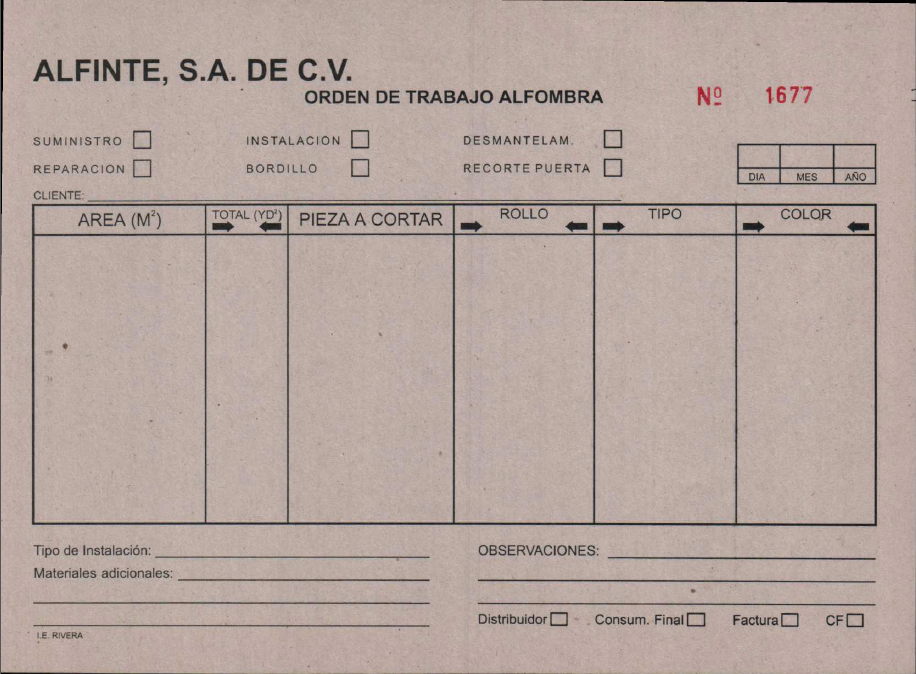 ALFINTE, S.A. DE C.V.
ORDEN DE TRABAJO ALFOMBRA Nº 1677
SUMINISTRO INSTALACION DESMANTELAM.
REPARACION BORDILLO RECORTE PUERTA
DIA MES AÑO
CLIENTE:
AREA (M²) TOTAL (YD²) PIEZA A CORTAR ROLLO TIPO COLOR
Tipo de Instalación: OBSERVACIONES:
Materiales adicionales:
Distribuidor Consum. Final Factura CF
I.E. RIVERA